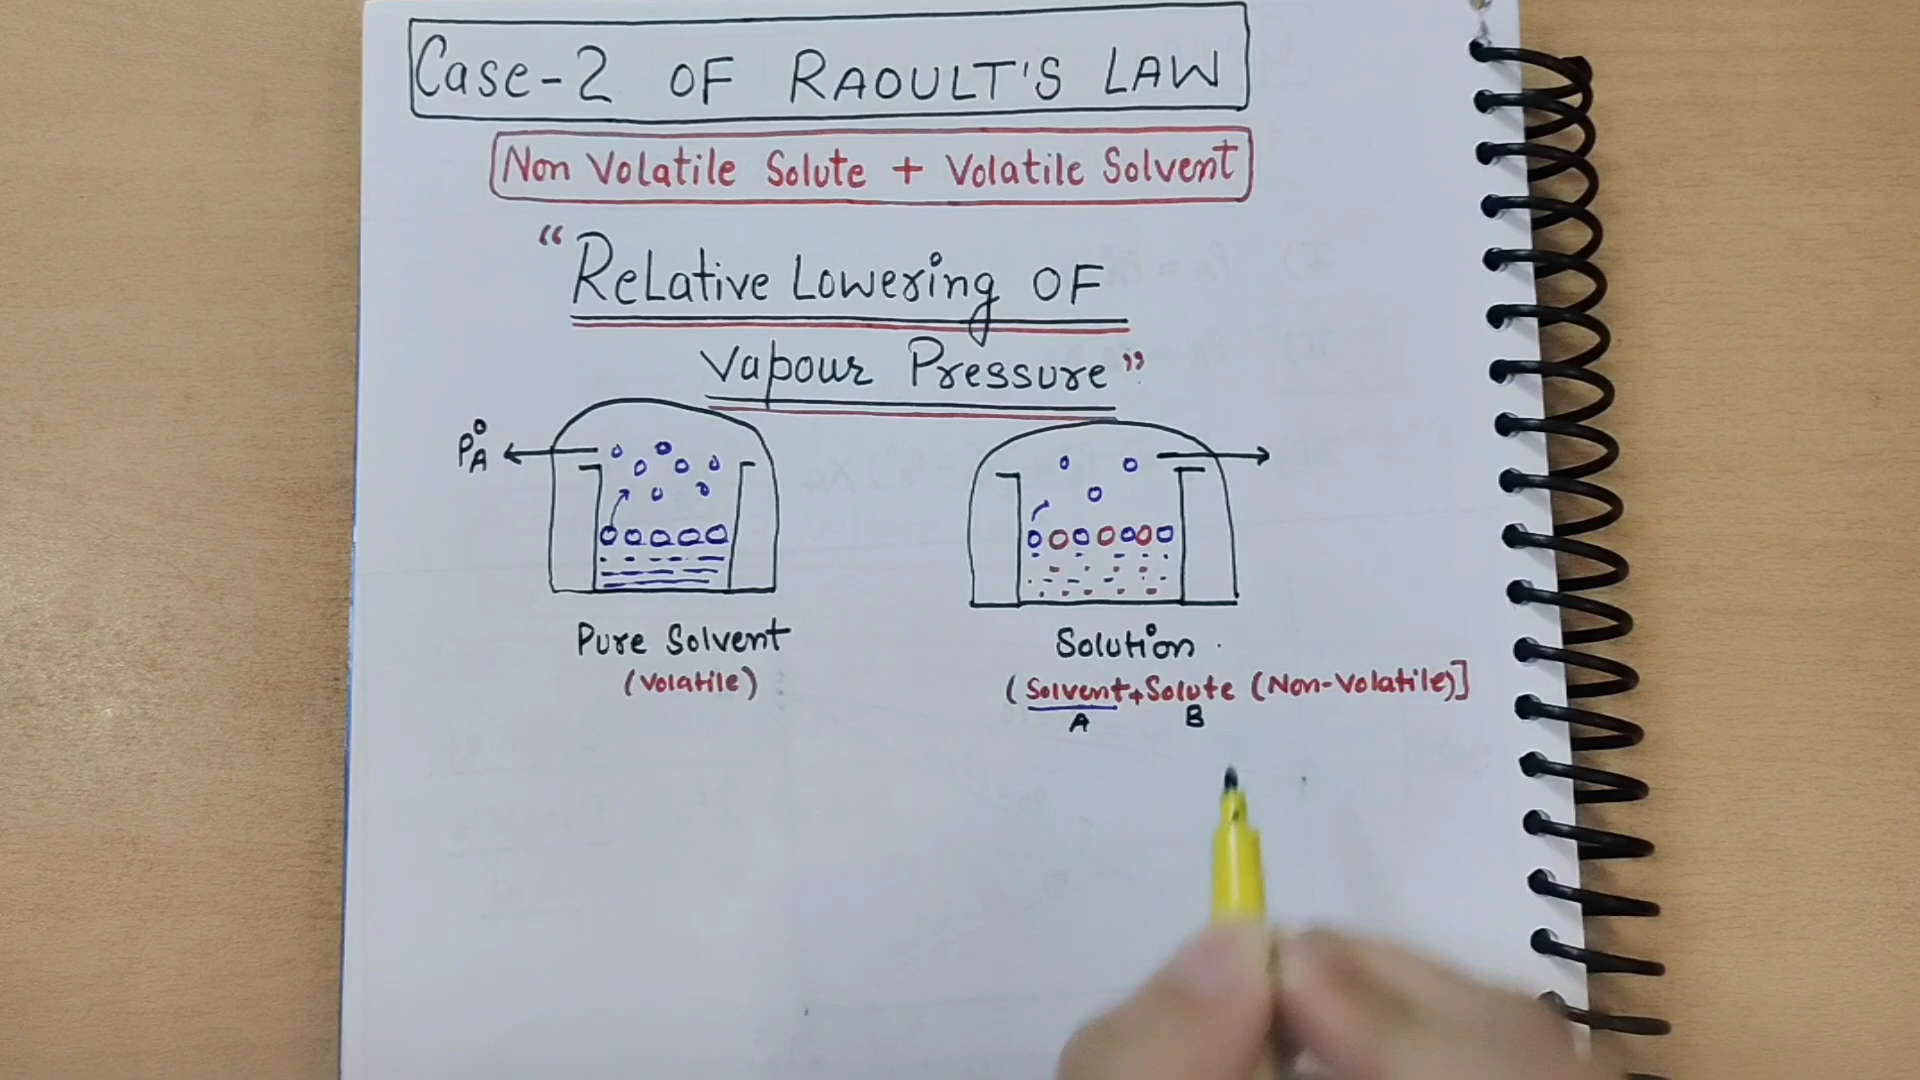 Case-2 OF RAOULT'S LAW
Non Volatile Solute + Volatile Solvent
"Relative Lowering OF
Vapour Pressure"
P°A
Pure Solvent
(Volatile)
Solution
(Solvent+Solute (Non-Volatile)]
A B